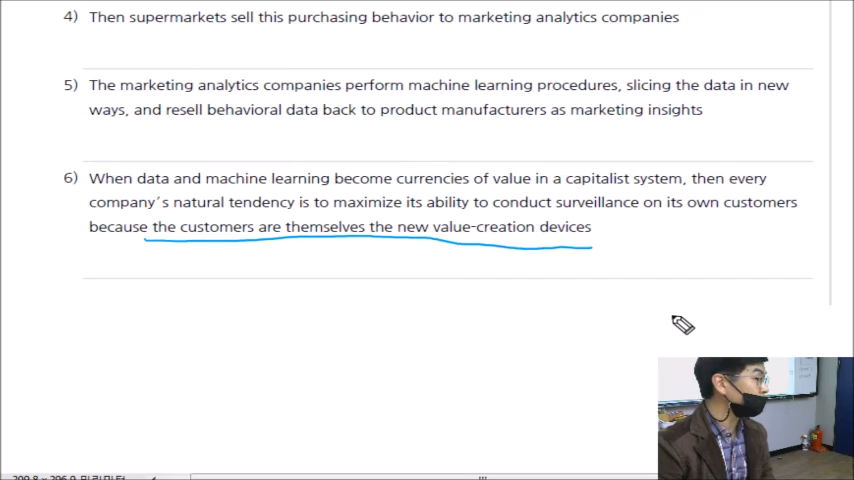 4) Then supermarkets sell this purchasing behavior to marketing analytics companies
5) The marketing analytics companies perform machine learning procedures, slicing the data in new
ways, and resell behavioral data back to product manufacturers as marketing insights
6) When data and machine learning become currencies of value in a capitalist system, then every
company´s natural tendency is to maximize its ability to conduct surveillance on its own customers
because the customers are themselves the new value-creation devices